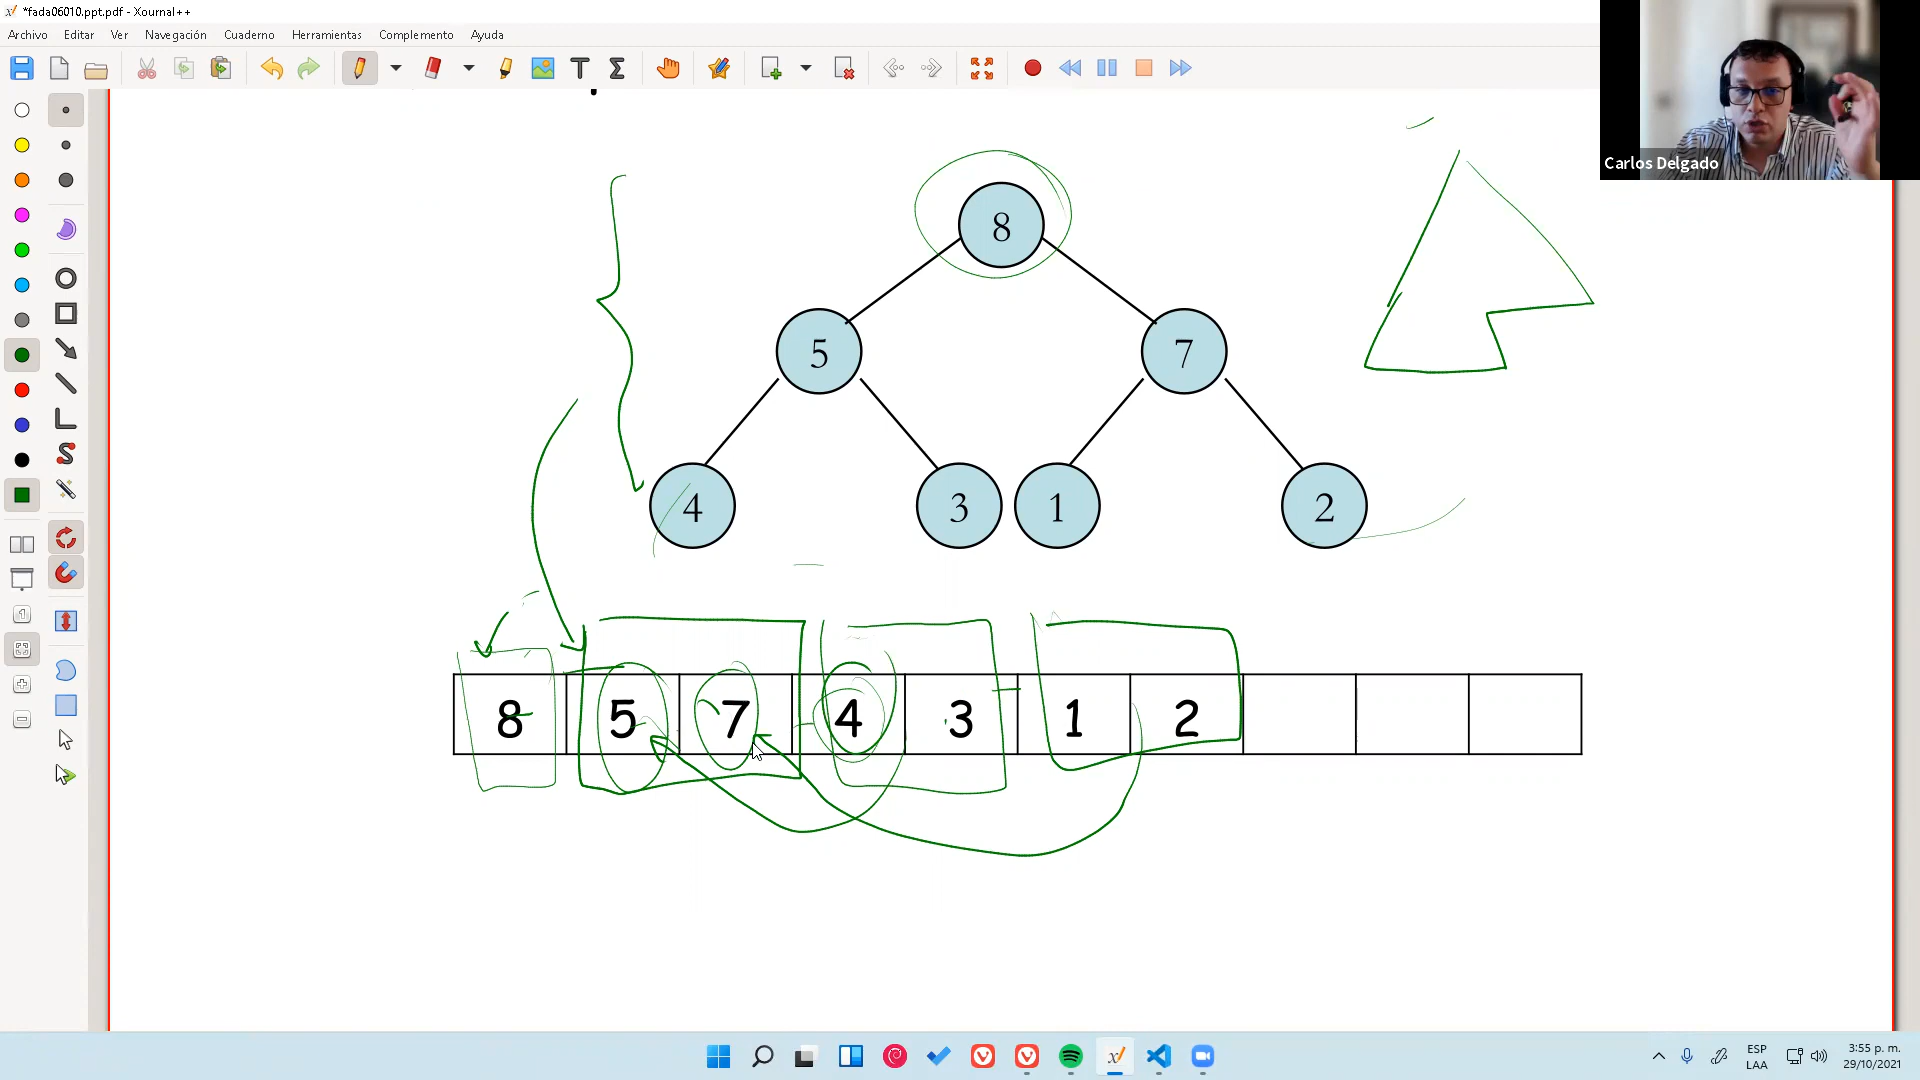 *fada06010.ppt.pdf - Xournal++
Archivo Editar Ver Navegación Cuaderno Herramientas Complemento Ayuda
Carlos Delgado
8
5 7
4 3 1 2
8 5 7 4 3 1 2
ESP
LAA
3:55 p. m.
29/10/2021